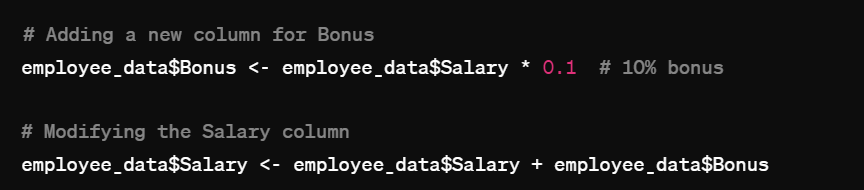 # Adding a new column for Bonus
employee_data$Bonus <- employee_data$Salary * 0.1  # 10% bonus
# Modifying the Salary column
employee_data$Salary <- employee_data$Salary + employee_data$Bonus